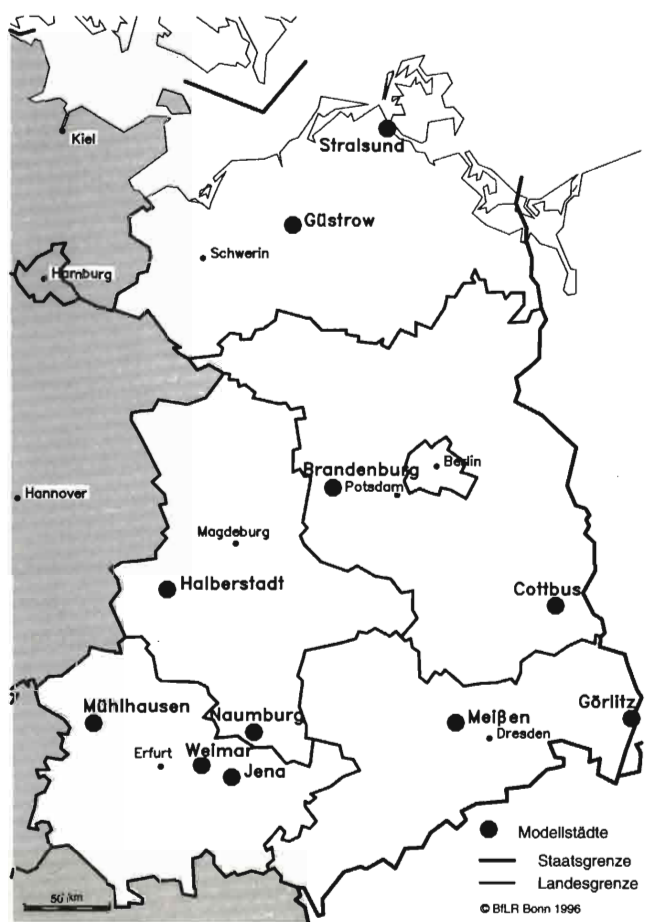 Kiel
Stralsund
Güstrow
Schwerin
Hamburg
Berlin
Brandenburg
Potsdam
Hannover
Magdeburg
Halberstadt
Cottbus
Mühlhausen
Naumburg
Meißen
Görlitz
Dresden
Erfurt
Weimar
Jena
Modellstädte
Staatsgrenze
Landesgrenze
50 km
© BfLR Bonn 1996